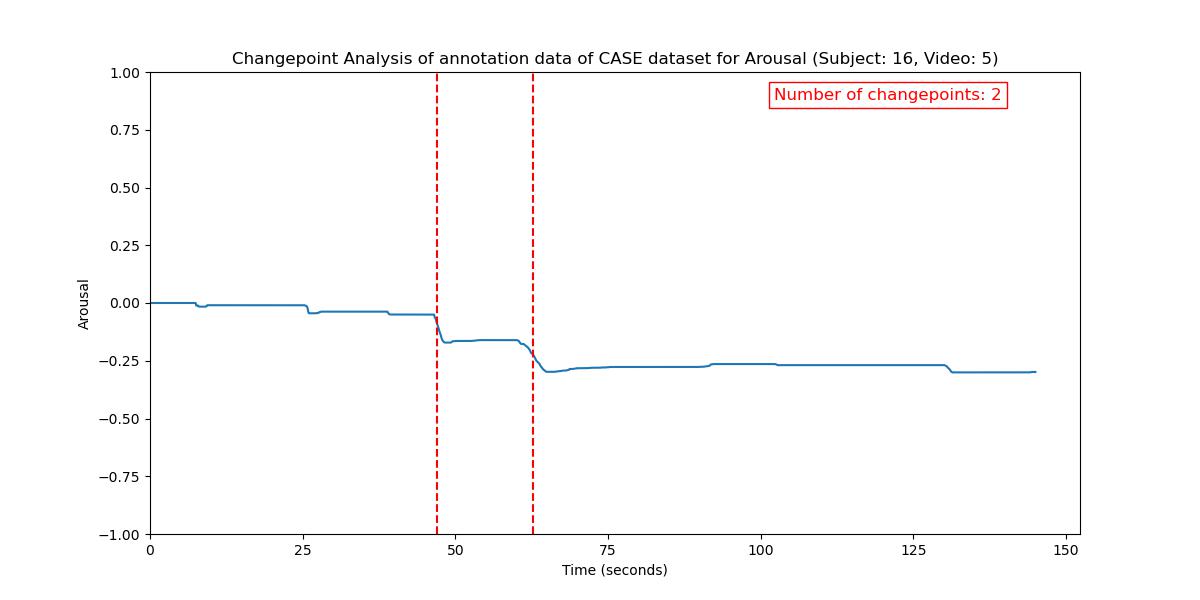 Changepoint Analysis of annotation data of CASE dataset for Arousal (Subject: 16, Video: 5)
Number of changepoints: 2
1.00
0.75
0.50
0.25
0.00
−0.25
−0.50
−0.75
−1.00
Arousal
0 25 50 75 100 125 150
Time (seconds)